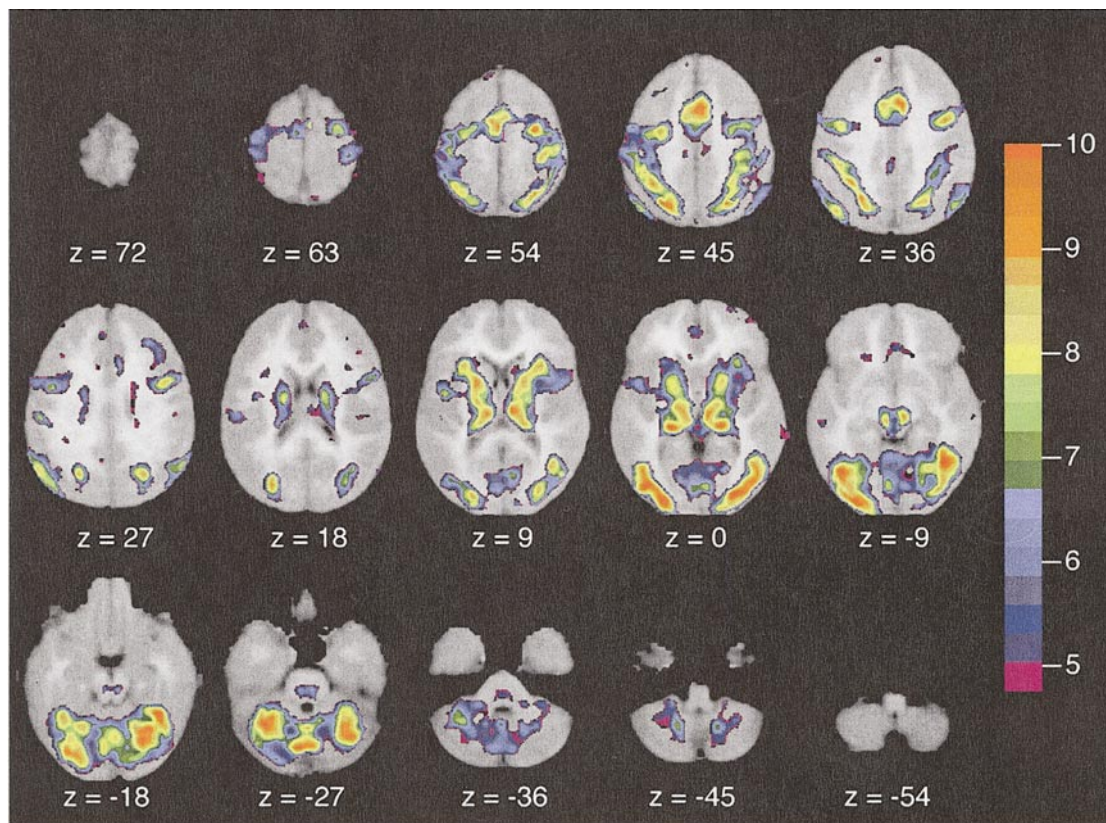 z = 72
z = 63
z = 54
z = 45
z = 36
10
9
8
7
6
5
z = 27
z = 18
z = 9
z = 0
z = -9
z = -18
z = -27
z = -36
z = -45
z = -54